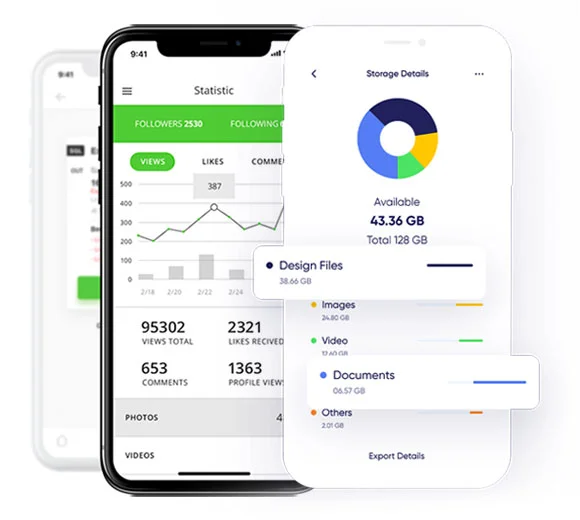 9:41
OUT
9:41
Statistic
FOLLOWERS 2530
FOLLOWING
VIEWS
LIKES
387
500
400
300
200
100
0
2/18
2/20
2/22
2/24
95302
VIEWS TOTAL
2321
LIKES RECIVED
653
COMMENTS
1363
PROFILE
PHOTOS
VIDEOS
Storage Details
Available
43.36 GB
Total 128 GB
Design Files
38.66 GB
Images
24.80 GB
Video
12.60 GB
Documents
06.57 GB
Others
2.01 GB
Export Details